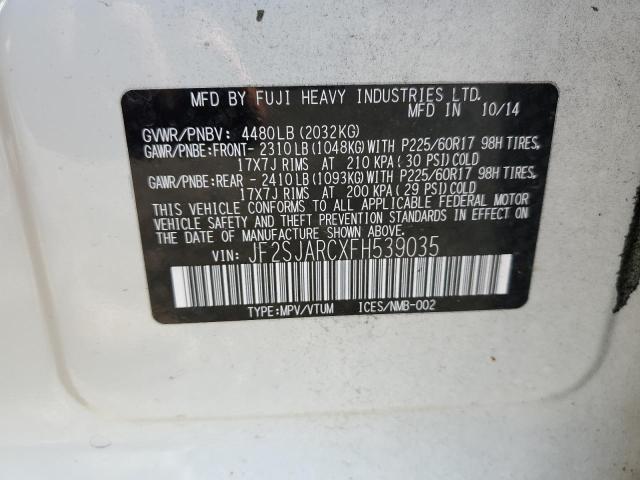 MFD BY FUJI HEAVY INDUSTRIES LTD.
MFD IN 10/14
GVWR/PNBV: 4480LB(2032KG)
GAWR/PNBE:FRONT- 2310LB(1048KG)WITH P225/60R17 98H TIRES,
17X7J RIMS AT 210 KPA( 30 PSI)COLD
GAWR/PNBE:REAR - 2410LB(1093KG)WITH P225/60R17 98H TIRES,
17X7J RIMS AT 200 KPA( 29 PSI)COLD
THIS VEHICLE CONFORMS TO ALL APPLICABLE FEDERAL MOTOR
VEHICLE SAFETY AND THEFT PREVENTION STANDARDS IN EFFECT ON
THE DATE OF MANUFACTURE SHOWN ABOVE.
VIN: JF2SJARCXFH539035
TYPE:MPV/VTUM ICES/NMB-002